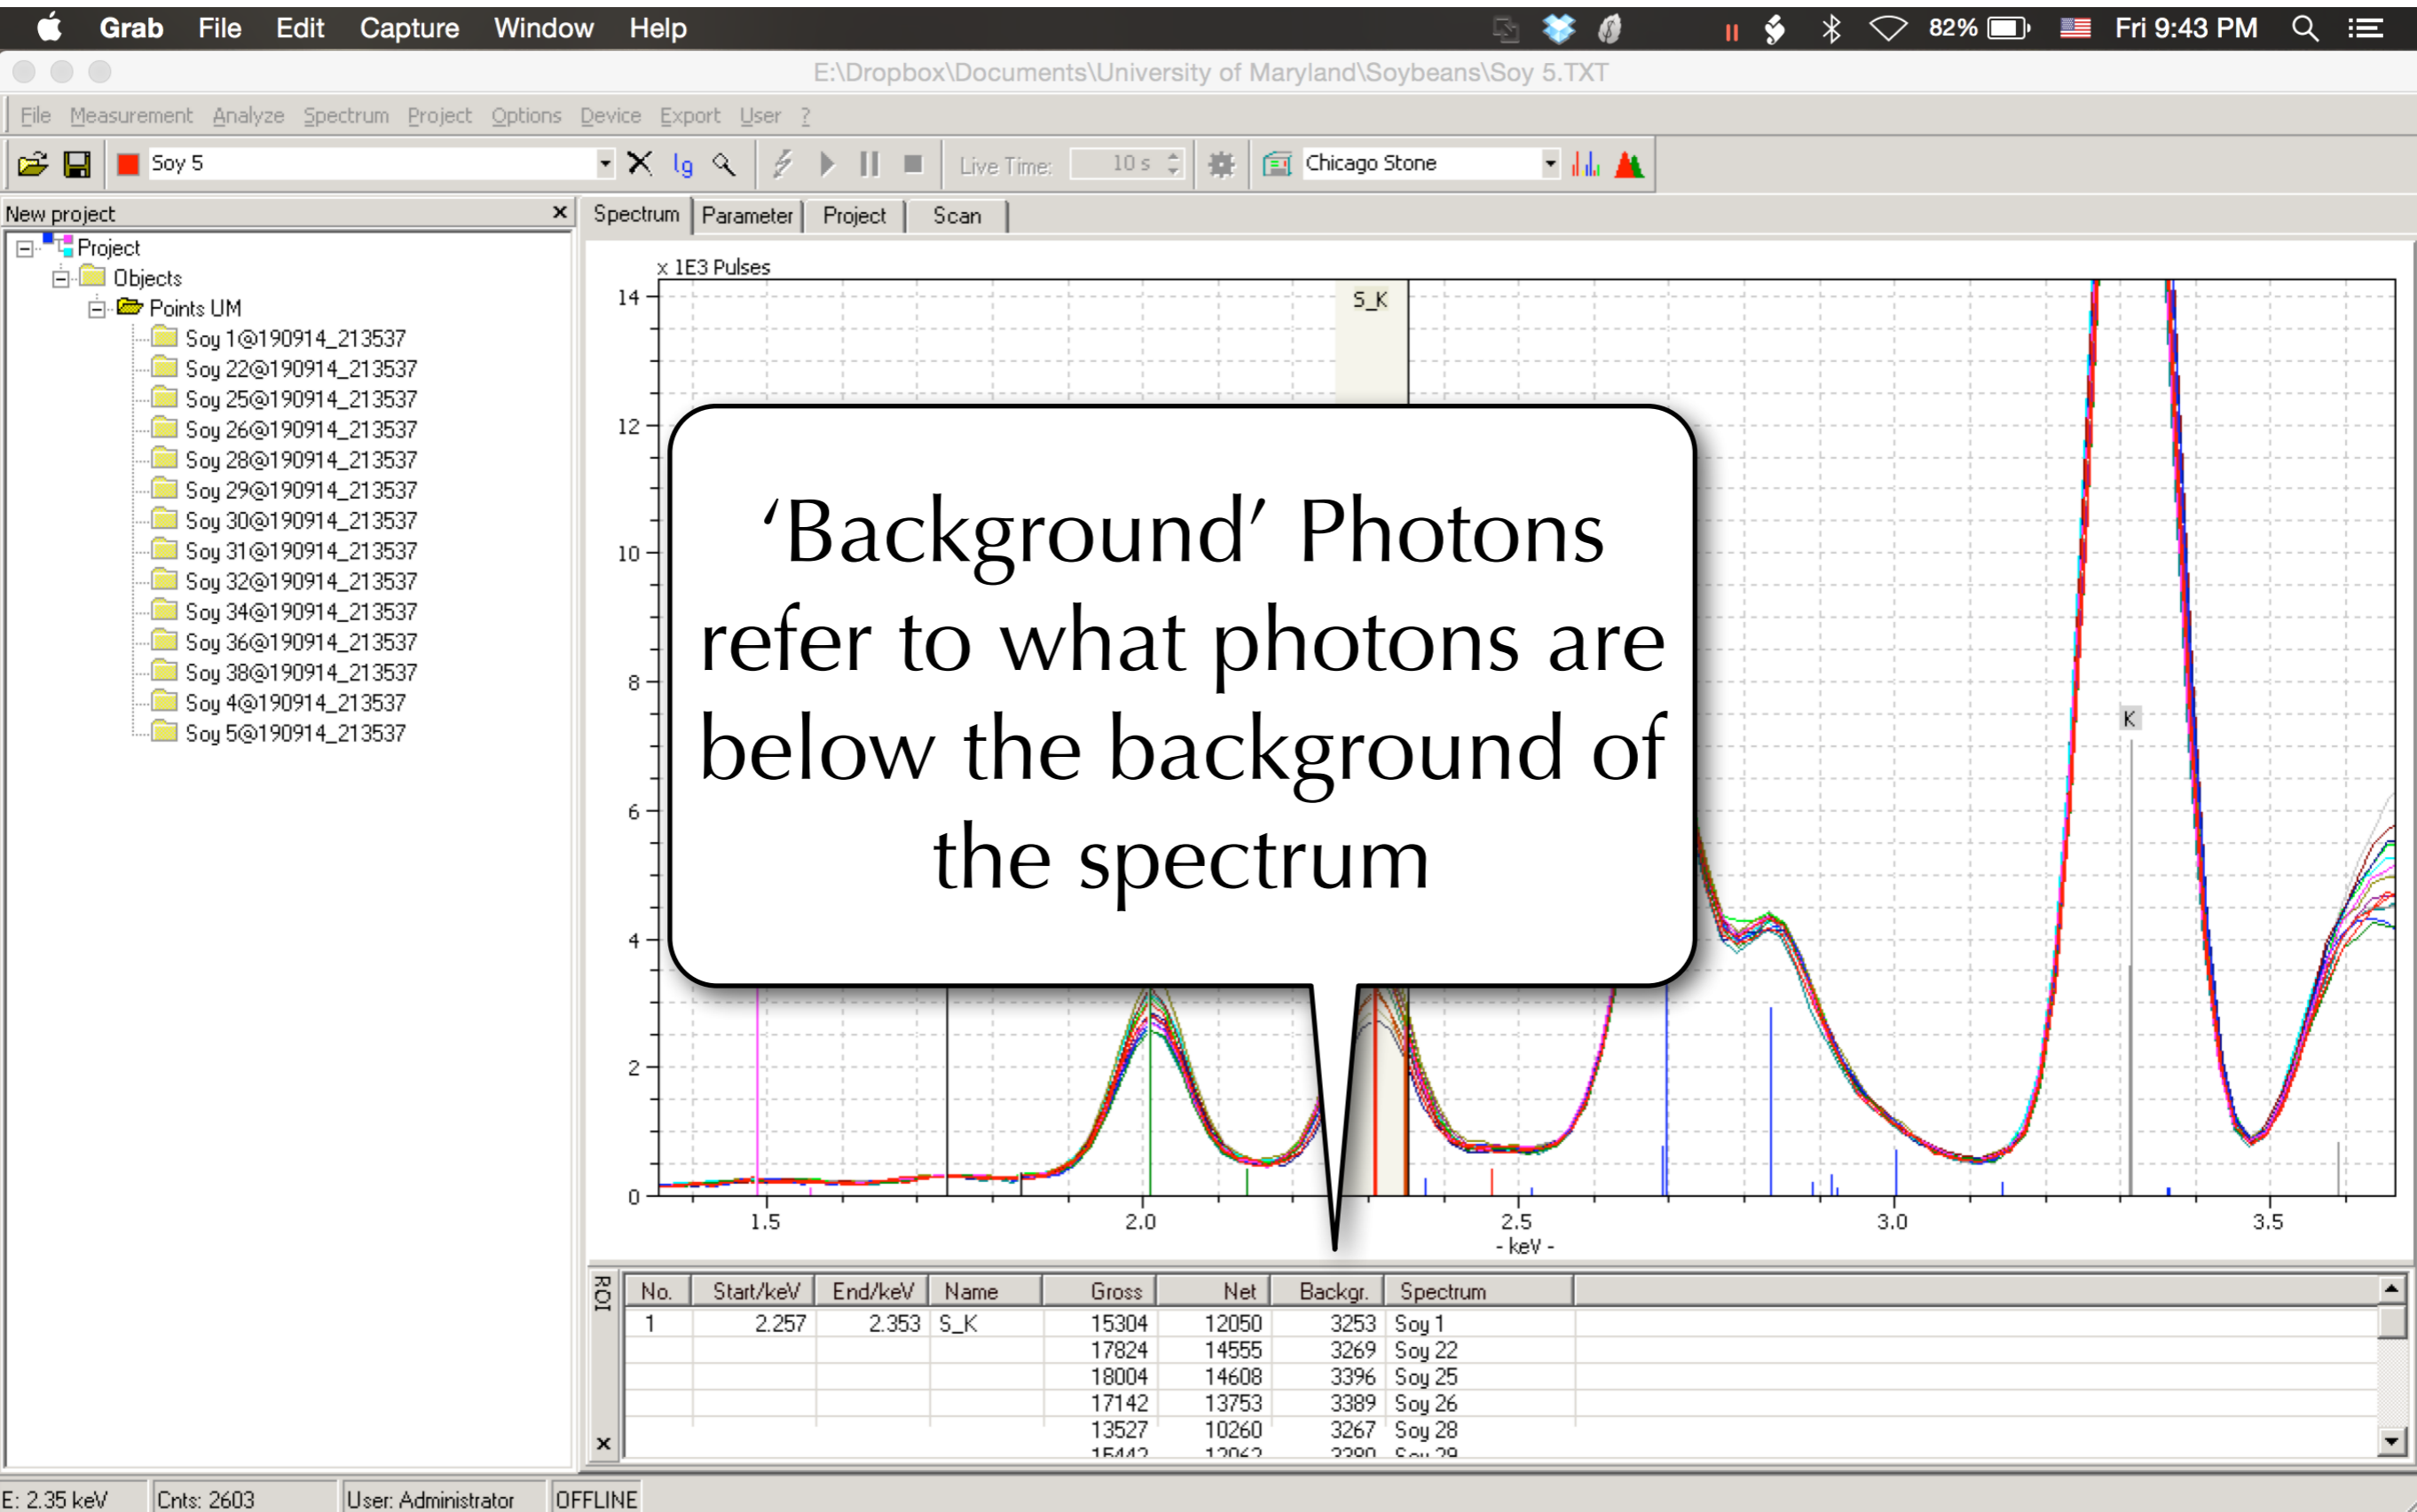 Grab File Edit Capture Window Help 82% Fri 9:43 PM
E:\Dropbox\Documents\University of Maryland\Soybeans\Soy 5.TXT
File Measurement Analyze Spectrum Project Options Device Export User ?
Soy 5 lg Live Time: 10 s Chicago Stone
New project
Project
Objects
Points UM
Soy 1@190914_213537
Soy 22@190914_213537
Soy 25@190914_213537
Soy 26@190914_213537
Soy 28@190914_213537
Soy 29@190914_213537
Soy 30@190914_213537
Soy 31@190914_213537
Soy 32@190914_213537
Soy 34@190914_213537
Soy 36@190914_213537
Soy 38@190914_213537
Soy 4@190914_213537
Soy 5@190914_213537
Spectrum Parameter Project Scan
x 1E3 Pulses
14
12
10
8
6
4
2
0
S_K
K
‘Background’ Photons
refer to what photons are
below the background of
the spectrum
1.5 2.0 2.5 3.0 3.5
- keV -
ROI
No. Start/keV End/keV Name Gross Net Backgr. Spectrum
1 2.257 2.353 S_K 15304 12050 3253 Soy 1
17824 14555 3269 Soy 22
18004 14608 3396 Soy 25
17142 13753 3389 Soy 26
13527 10260 3267 Soy 28
E: 2.35 keV Cnts: 2603 User: Administrator OFFLINE